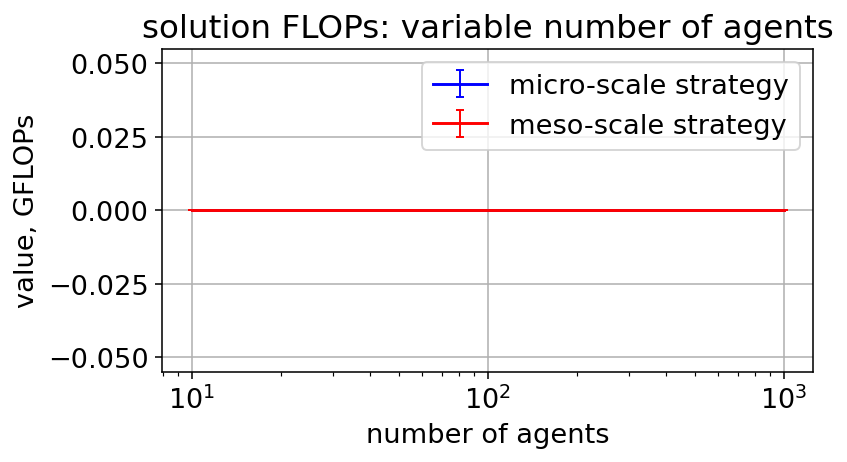 solution FLOPs: variable number of agents
value, GFLOPs
0.050
0.025
0.000
−0.025
−0.050
micro-scale strategy
meso-scale strategy
10¹
10²
10³
number of agents